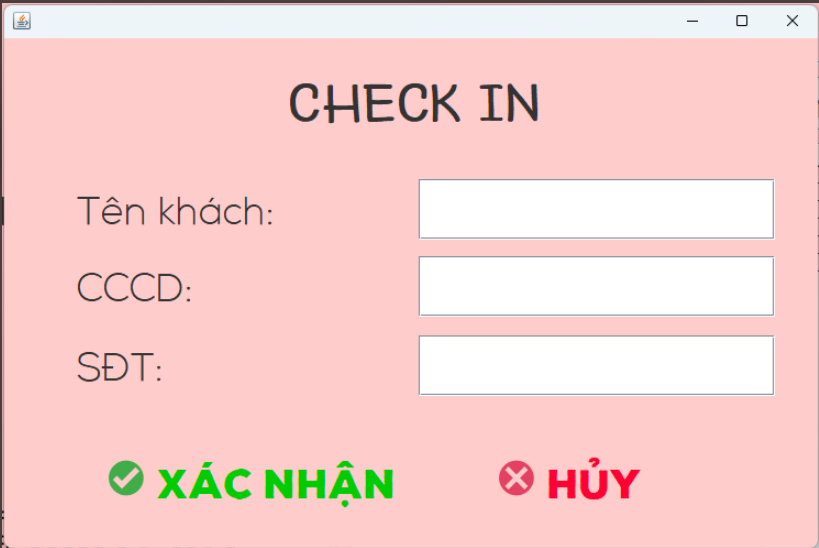 CHECK IN
Tên khách:
CCCD:
SĐT:
XÁC NHẬN HỦY